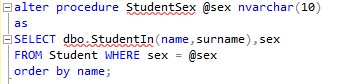 alter procedure StudentSex @sex nvarchar(10)
as
SELECT dbo.StudentIn(name,surname),sex
FROM Student WHERE sex = @sex
order by name;